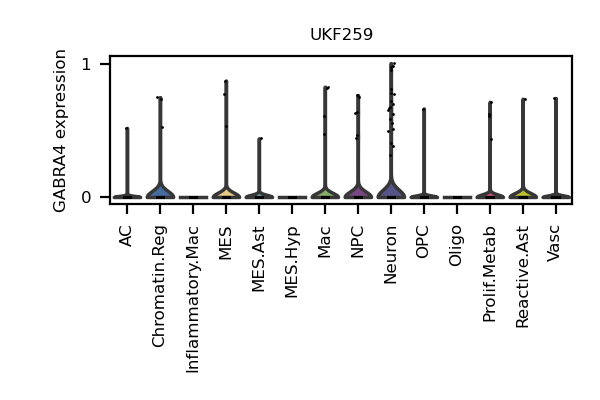 UKF259
GABRA4 expression
1
0
AC
Chromatin.Reg
Inflammatory.Mac
MES
MES.Ast
MES.Hyp
Mac
NPC
Neuron
OPC
Oligo
Prolif.Metab
Reactive.Ast
Vasc